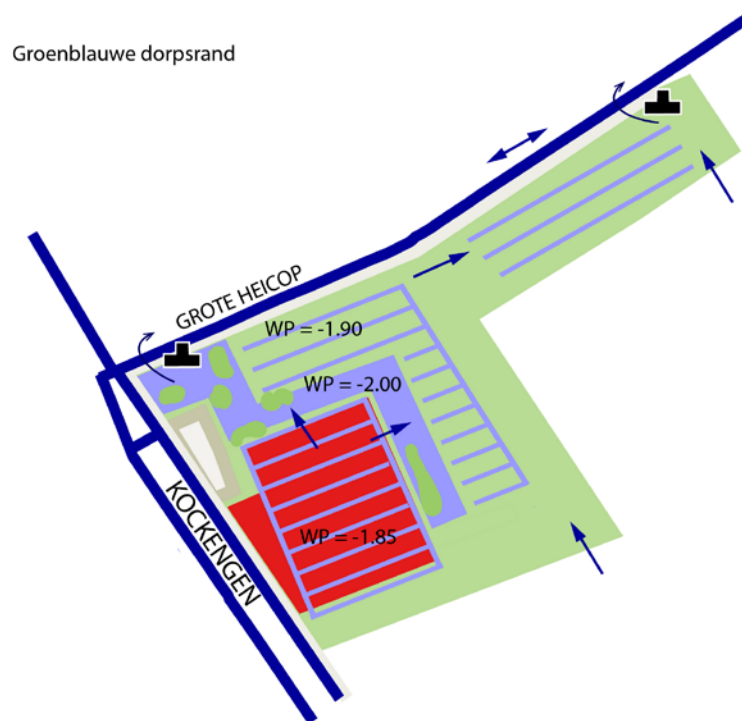 Groenblauwe dorpsrand
GROTE HEICOP
WP = -1.90
WP = -2.00
WP = -1.85
KOCKENGEN